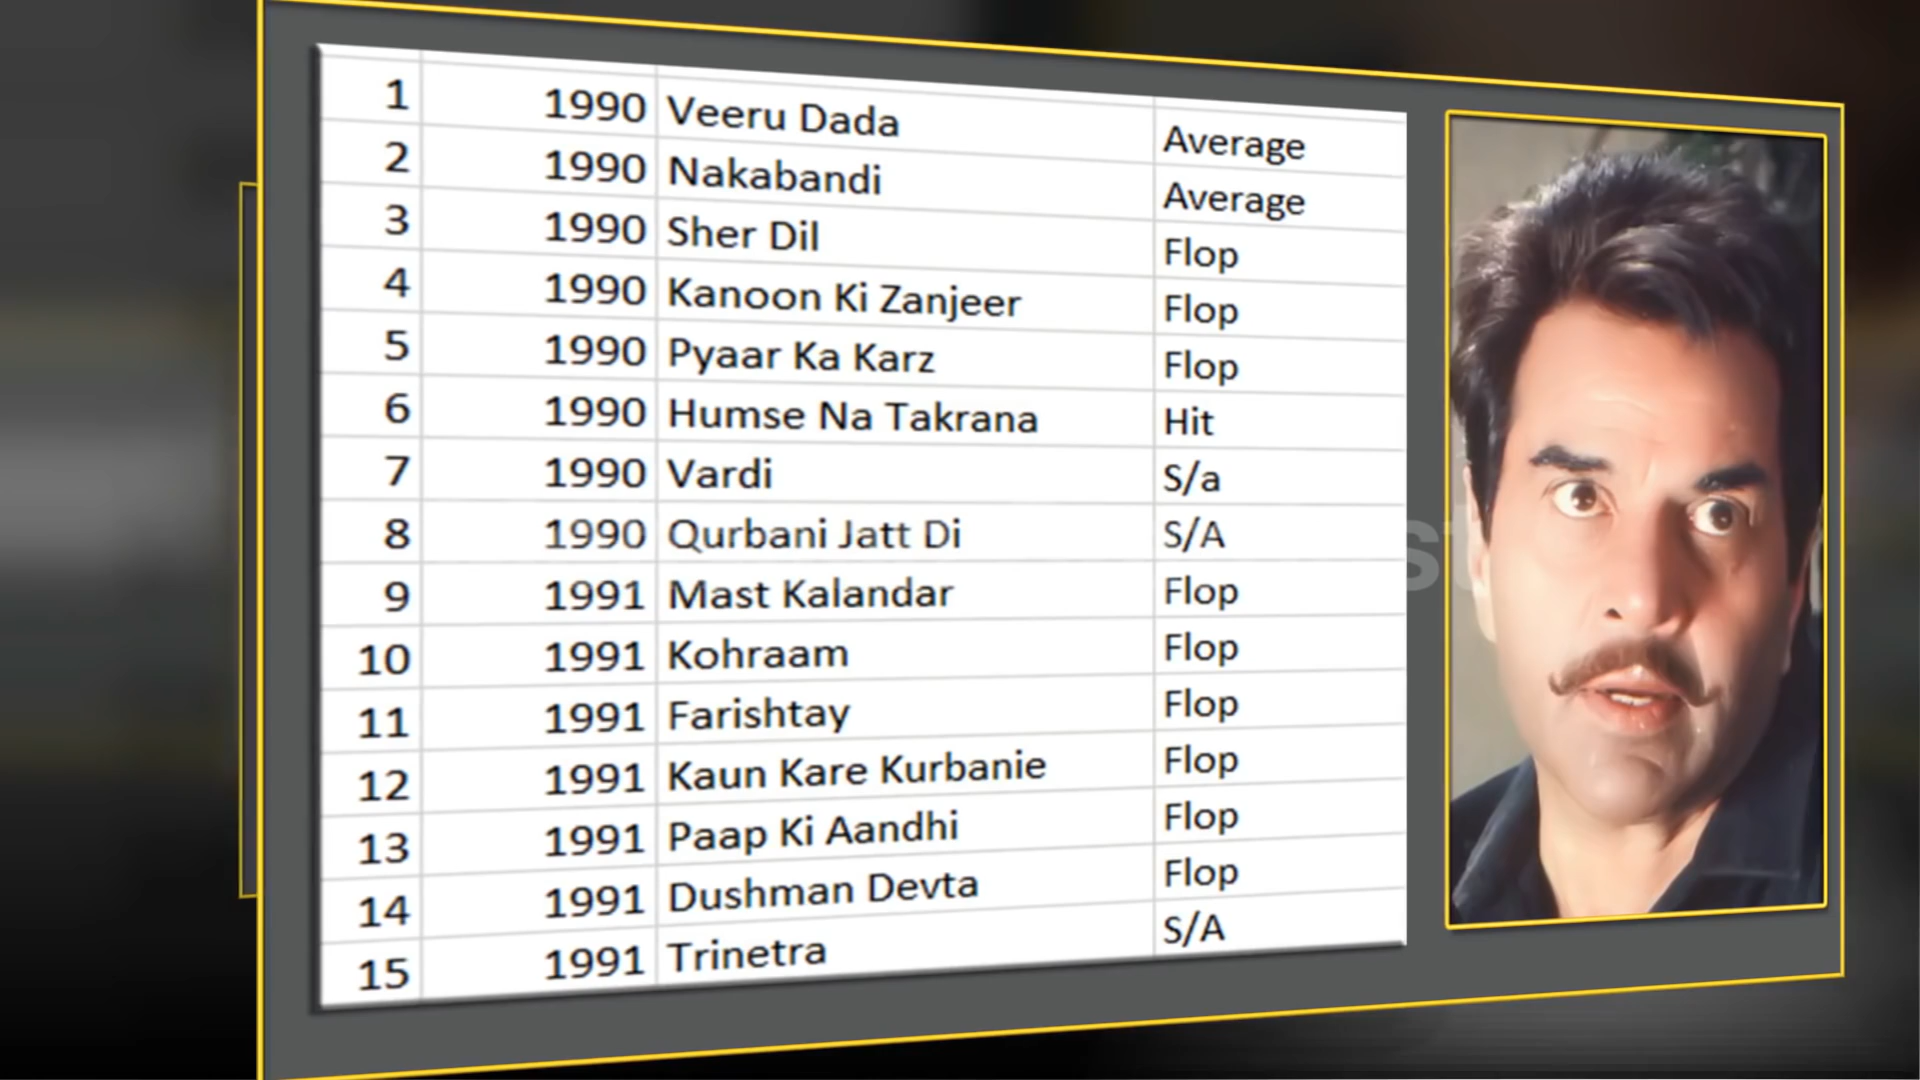 1 1990 Veeru Dada Average
2 1990 Nakabandi Average
3 1990 Sher Dil Flop
4 1990 Kanoon Ki Zanjeer Flop
5 1990 Pyaar Ka Karz Flop
6 1990 Humse Na Takrana Hit
7 1990 Vardi S/a
8 1990 Qurbani Jatt Di S/A
9 1991 Mast Kalandar Flop
10 1991 Kohraam Flop
11 1991 Farishtay Flop
12 1991 Kaun Kare Kurbanie Flop
13 1991 Paap Ki Aandhi Flop
14 1991 Dushman Devta Flop
15 1991 Trinetra S/A